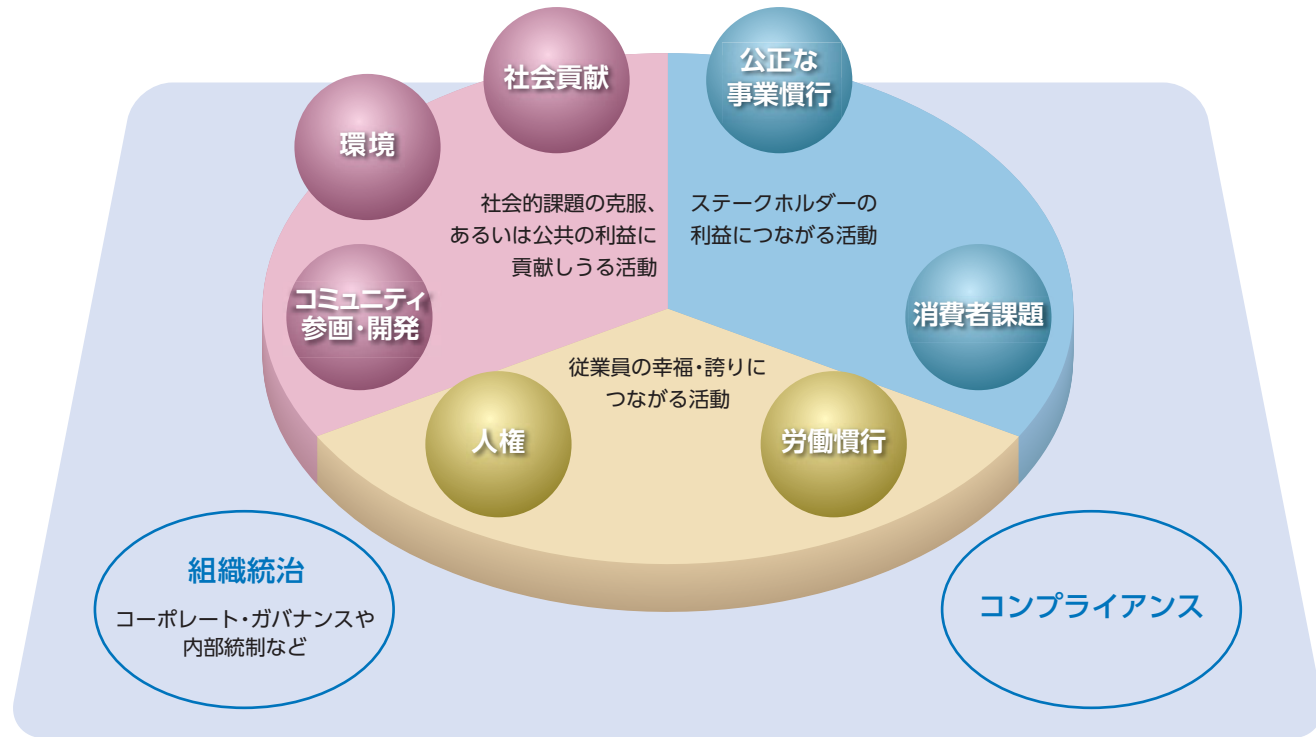 社会貢献
公正な
事業慣行
環境
社会的課題の克服、
あるいは公共の利益に
貢献しうる活動
ステークホルダーの
利益につながる活動
コミュニティ
参画・開発
消費者課題
従業員の幸福・誇りに
つながる活動
人権
労働慣行
組織統治
コーポレート・ガバナンスや
内部統制など
コンプライアンス